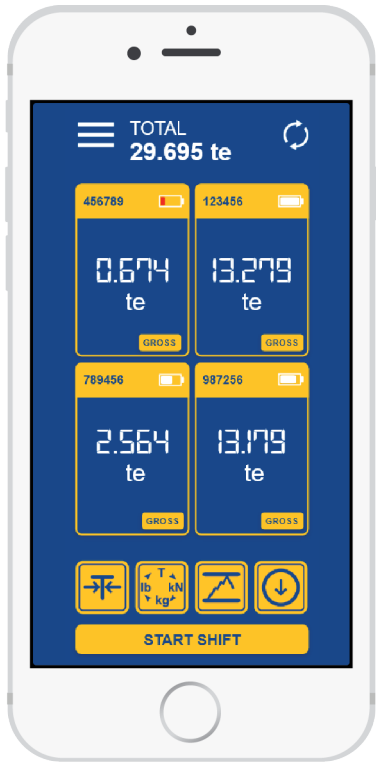 TOTAL
29.695 te
456789
0.674
te
GROSS
123456
13.279
te
GROSS
789456
2.564
te
GROSS
987256
13.179
te
GROSS
T
lb kN
kg
START SHIFT